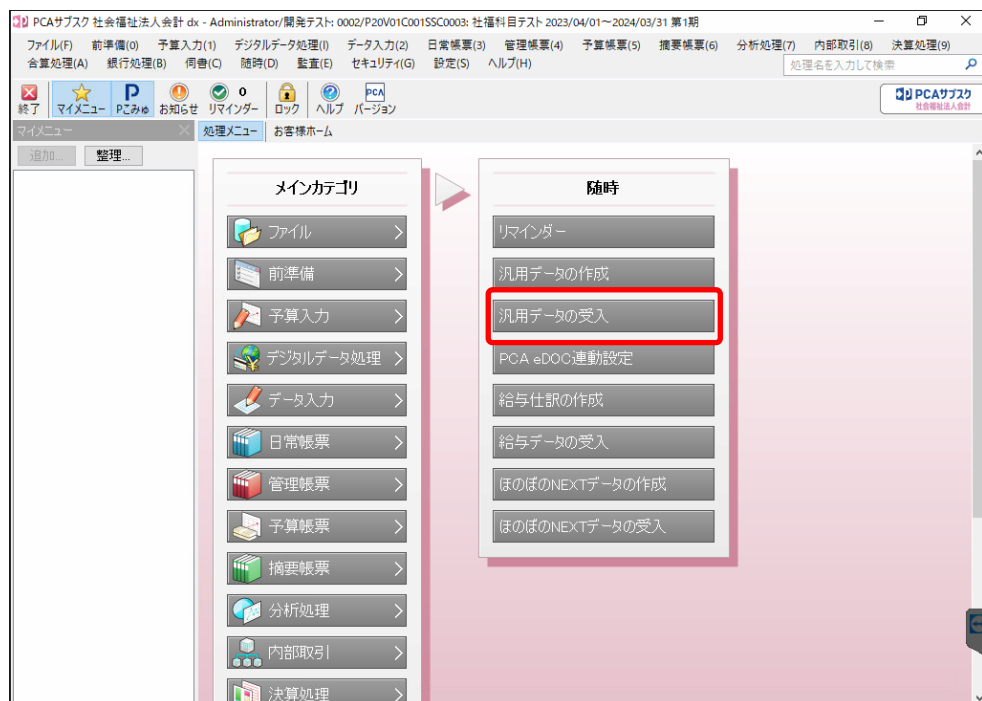 PCAサブスク 社会福祉法人会計 dx - Administrator/開発テスト: 0002/P20V01C001SSC0003: 社福科目テスト 2023/04/01～2024/03/31 第1期
ファイル(F) 前準備(0) 予算入力(1) デジタルデータ処理(I) データ入力(2) 日常帳票(3) 管理帳票(4) 予算帳票(5) 摘要帳票(6) 分析処理(7) 内部取引(8) 決算処理(9)
合算処理(A) 銀行処理(B) 伺書(C) 随時(D) 監査(E) セキュリティ(G) 設定(S) ヘルプ(H) 処理名を入力して検索
終了 マイメニュー Pこみゅ お知らせ 0 リマインダー ロック ヘルプ PCA バージョン PCAサブスク 社会福祉法人会計
マイメニュー 処理メニュー お客様ホーム
追加... 整理...
メインカテゴリ
ファイル
前準備
予算入力
デジタルデータ処理
データ入力
日常帳票
管理帳票
予算帳票
摘要帳票
分析処理
内部取引
決算処理
随時
リマインダー
汎用データの作成
汎用データの受入
PCA eDOC連動設定
給与仕訳の作成
給与データの受入
ほのぼのNEXTデータの作成
ほのぼのNEXTデータの受入